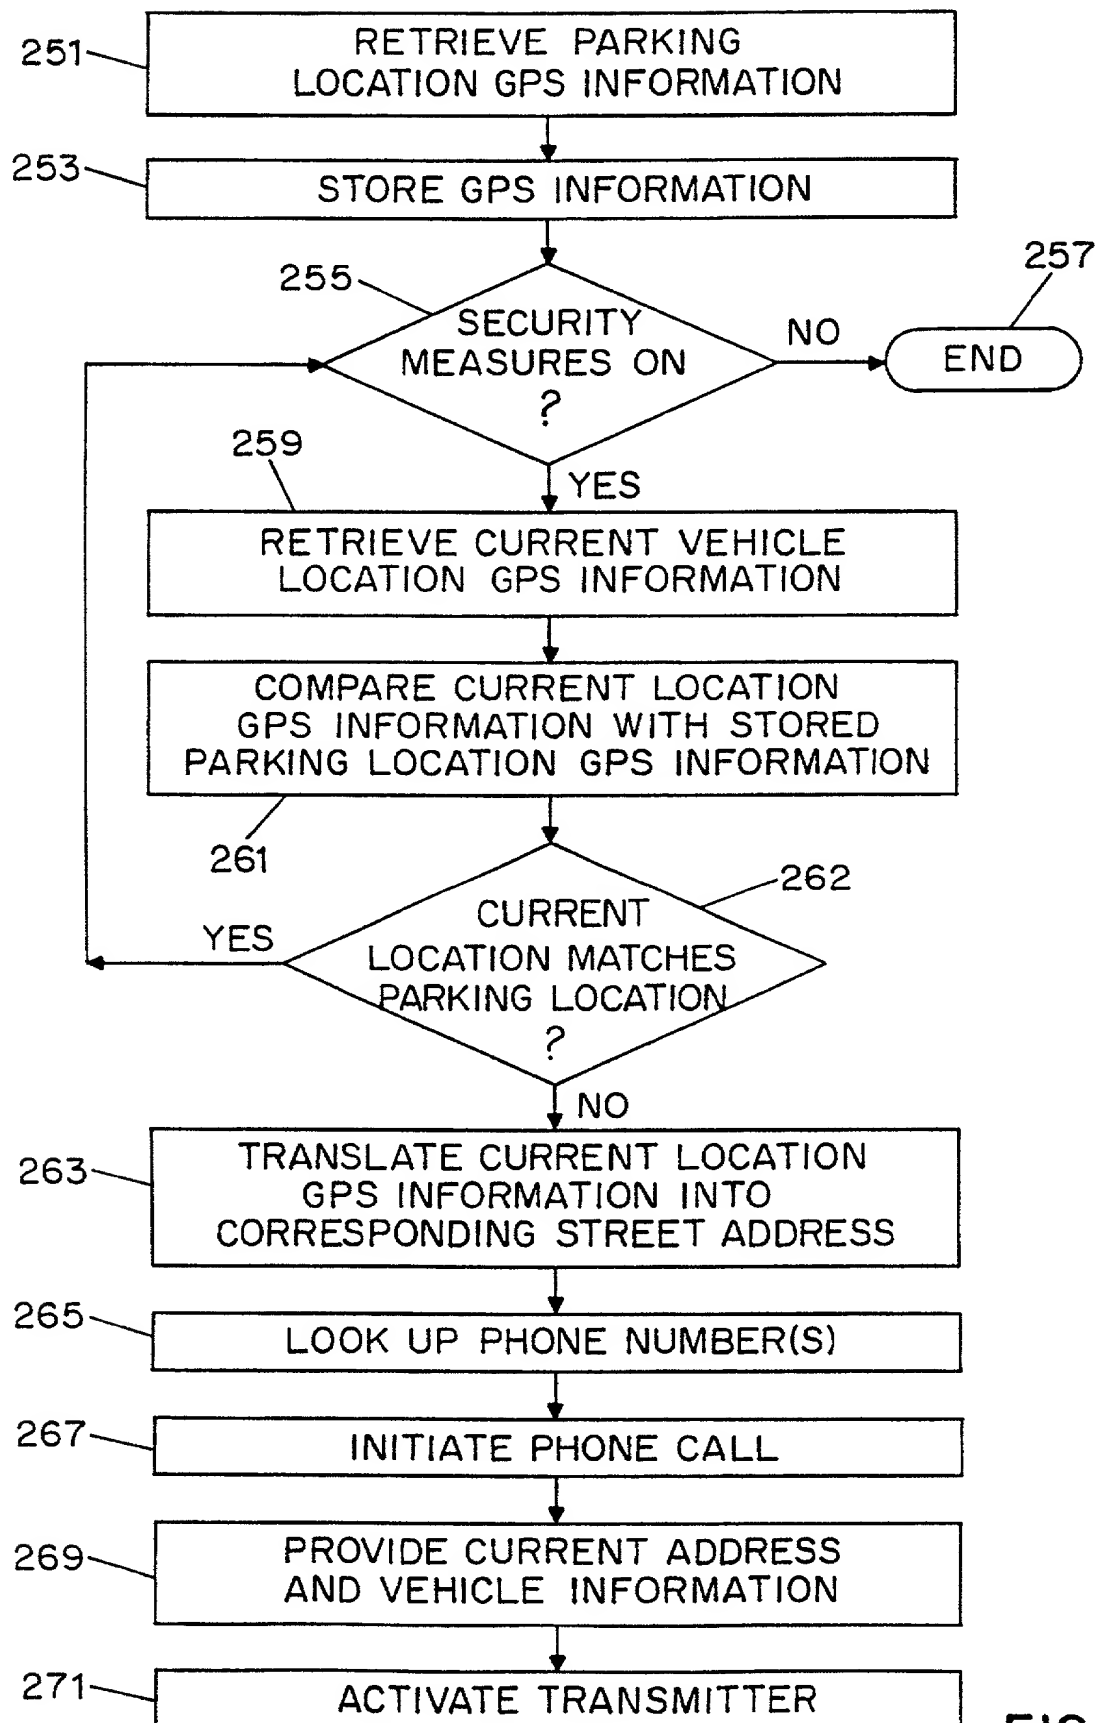 251
RETRIEVE PARKING
LOCATION GPS INFORMATION
253
STORE GPS INFORMATION
255
SECURITY
MEASURES ON
?
NO
257
END
YES
259
RETRIEVE CURRENT VEHICLE
LOCATION GPS INFORMATION
COMPARE CURRENT LOCATION
GPS INFORMATION WITH STORED
PARKING LOCATION GPS INFORMATION
261
262
CURRENT
LOCATION MATCHES
PARKING LOCATION
?
YES
NO
263
TRANSLATE CURRENT LOCATION
GPS INFORMATION INTO
CORRESPONDING STREET ADDRESS
265
LOOK UP PHONE NUMBER(S)
267
INITIATE PHONE CALL
269
PROVIDE CURRENT ADDRESS
AND VEHICLE INFORMATION
271
ACTIVATE TRANSMITTER